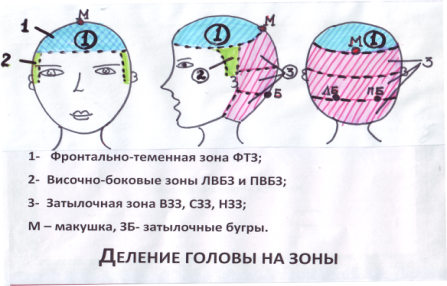 М
М
М
1
1
1
1
2
2
3
3
Б
ЛБ
ПБ
1- Фронтально-теменная зона ФТЗ;
2- Височно-боковые зоны ЛВБЗ и ПВБЗ;
3- Затылочная зона ВЗЗ, СЗЗ, НЗЗ.
М – макушка, ЗБ- затылочные бугры.
Деление головы на зоны